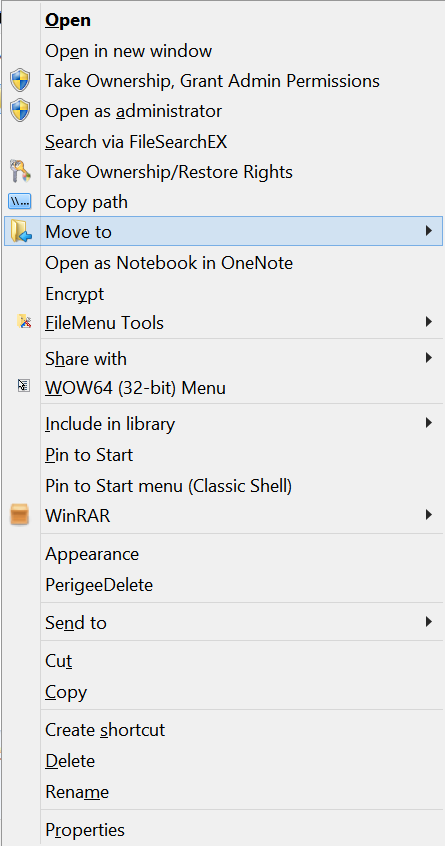 Open
Open in new window
Take Ownership, Grant Admin Permissions
Open as administrator
Search via FileSearchEX
Take Ownership/Restore Rights
\\... Copy path
Move to
Open as Notebook in OneNote
Encrypt
FileMenu Tools
Share with
WOW64 (32-bit) Menu
Include in library
Pin to Start
Pin to Start menu (Classic Shell)
WinRAR
Appearance
PerigeeDelete
Send to
Cut
Copy
Create shortcut
Delete
Rename
Properties